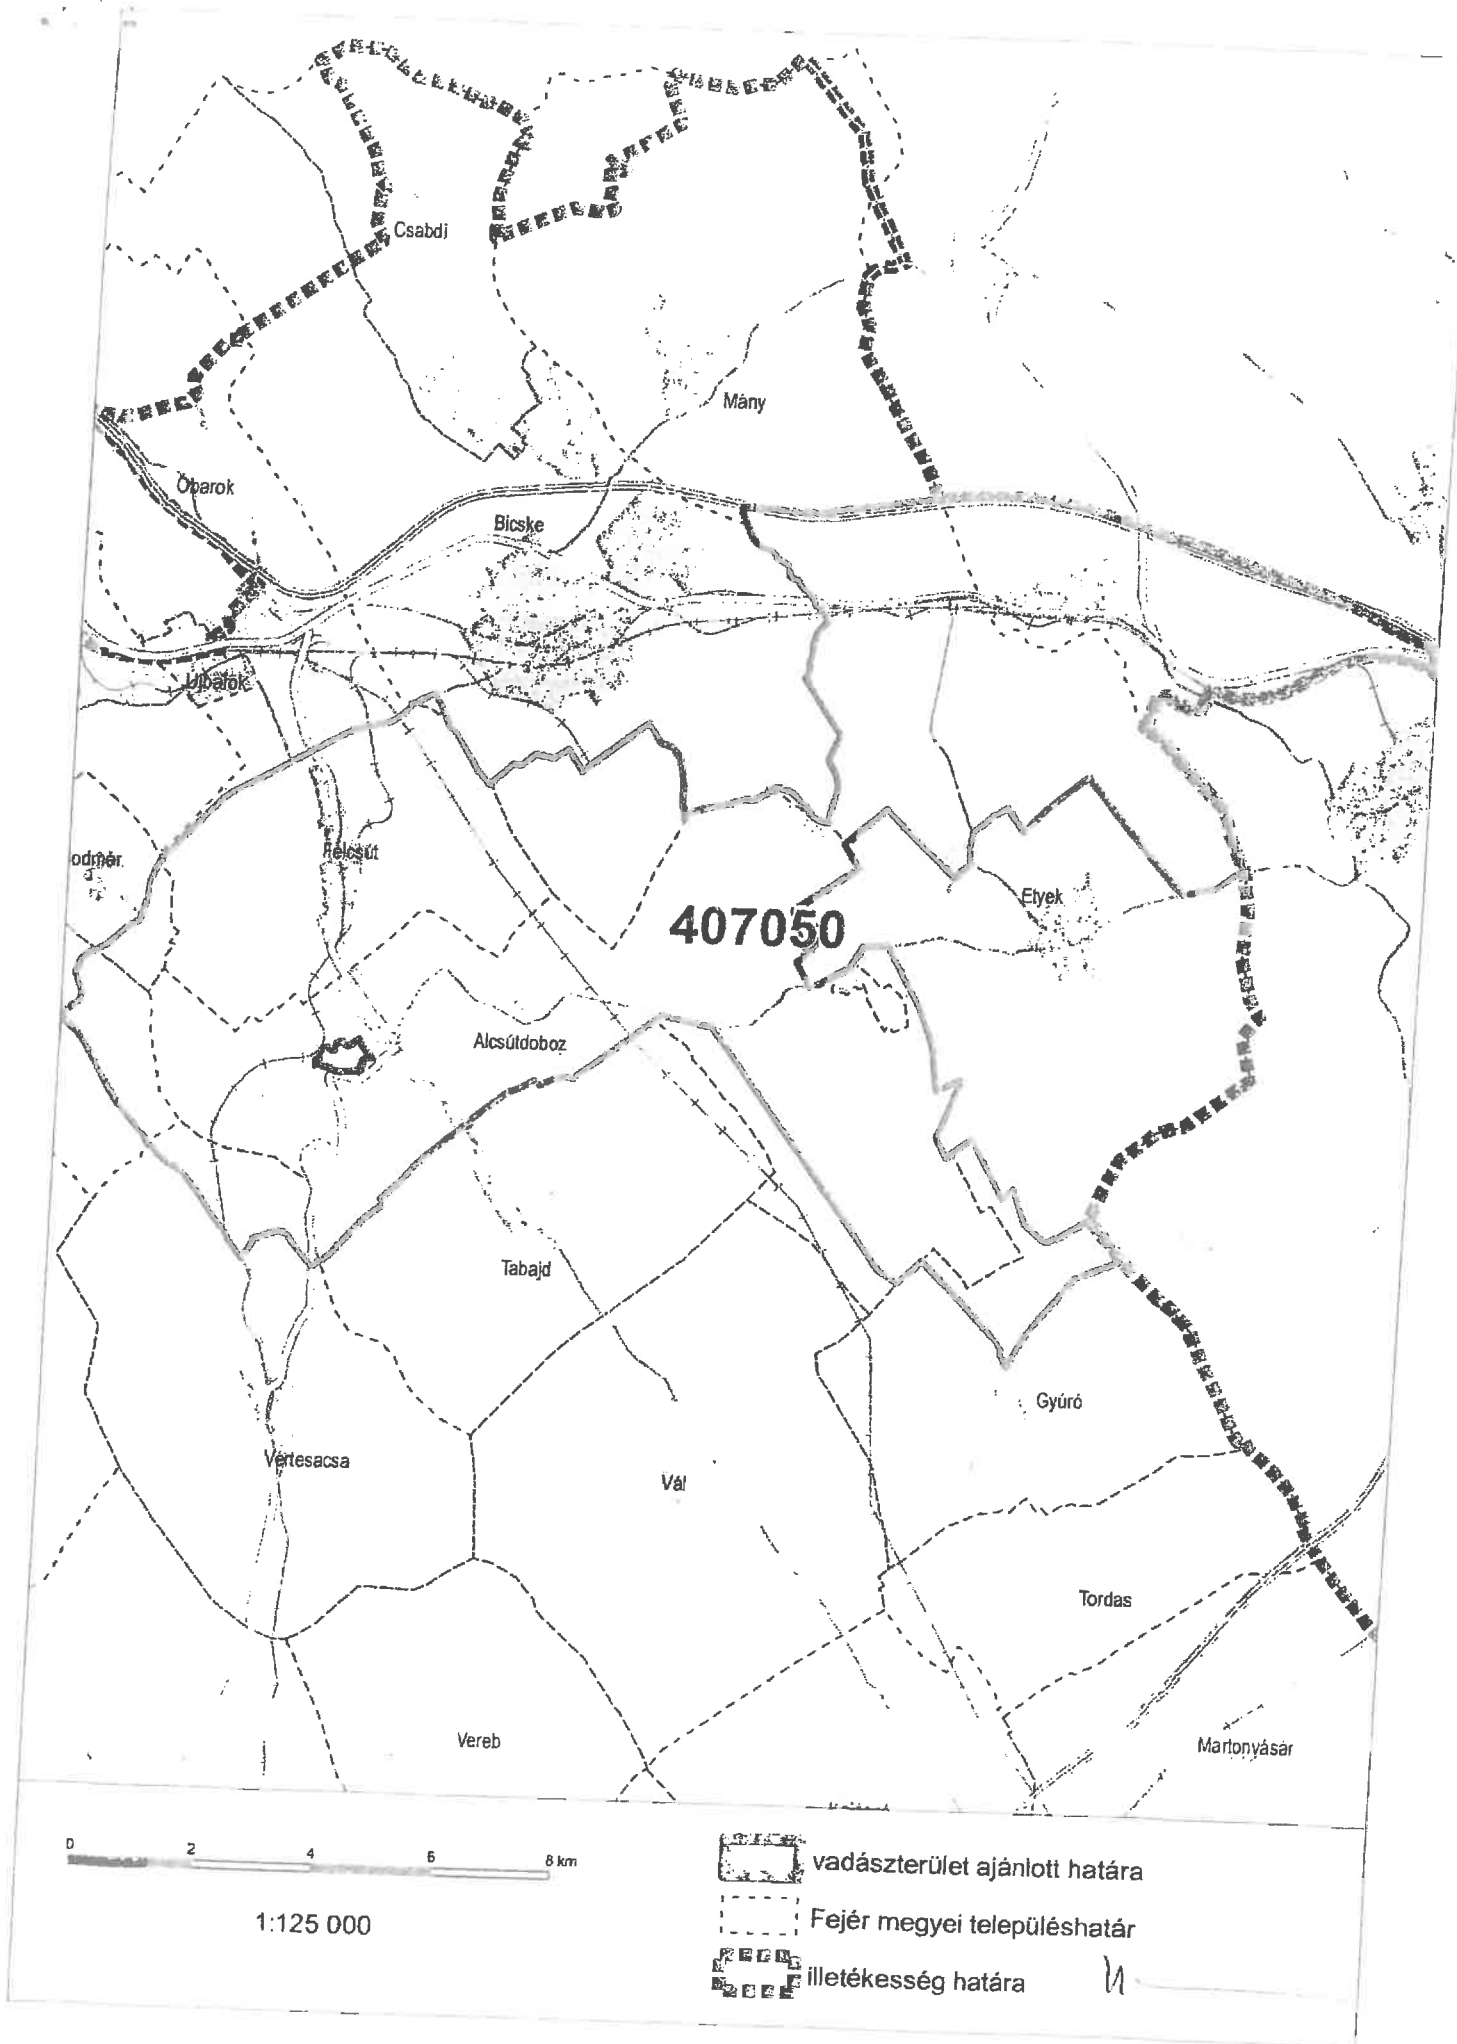 Csabdi
Mány
Óbarok
Bicske
Újbarok
Felcsút
odmér
Etyek
407050
Alcsútdoboz
Tabajd
Gyúró
Vértesacsa
Vál
Tordas
Vereb
Martonvásár
0 2 4 6 8 km
1:125 000
vadászterület ajánlott határa
Fejér megyei településhatár
illetékesség határa